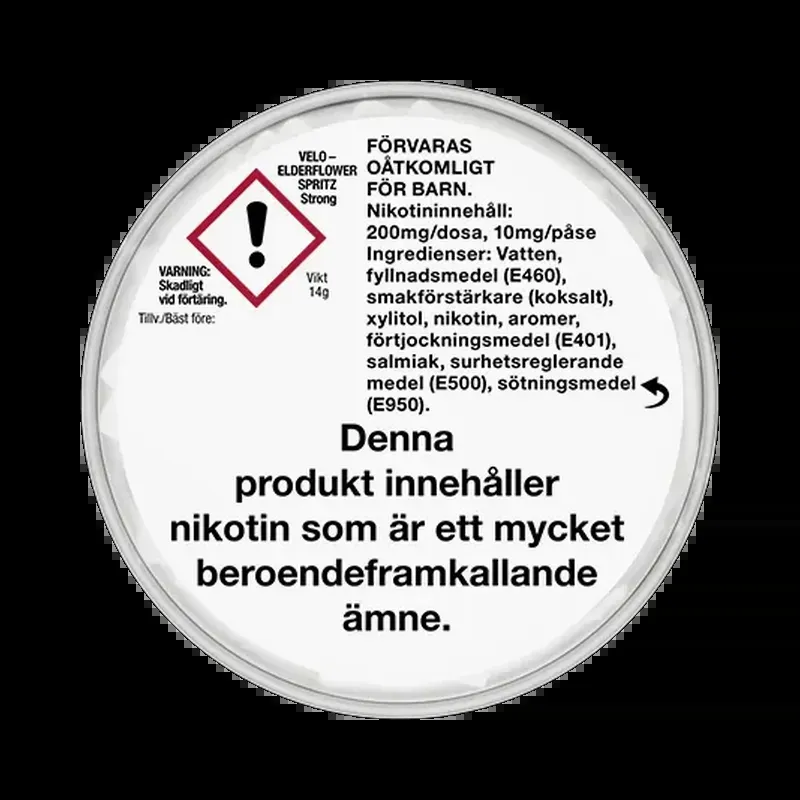 VELO –
ELDERFLOWER
SPRITZ
Strong
VARNING:
Skadligt
vid förtäring.
Vikt
14g
Tillv./Bäst före:
FÖRVARAS
OÅTKOMLIGT
FÖR BARN.
Nikotininnehåll:
200mg/dosa, 10mg/påse
Ingredienser: Vatten,
fyllnadsmedel (E460),
smakförstärkare (koksalt),
xylitol, nikotin, aromer,
förtjockningsmedel (E401),
salmiak, surhetsreglerande
medel (E500), sötningsmedel
(E950).
Denna
produkt innehåller
nikotin som är ett mycket
beroendeframkallande
ämne.